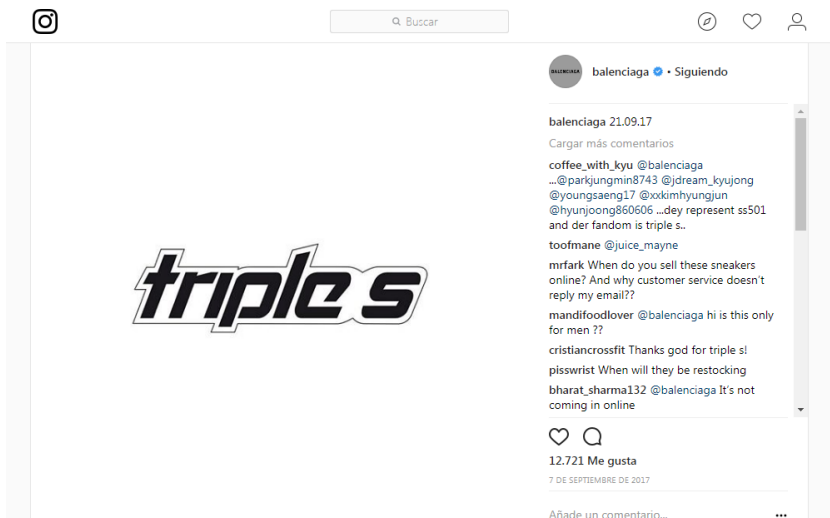 Buscar
BALENCIAGA
balenciaga • Siguiendo
triple s
balenciaga 21.09.17
Cargar más comentarios
coffee_with_kyu @balenciaga
...@parkjungmin8743 @jdream_kyujong
@youngsaeng17 @xxkimhyungjun
@hyunjoong860606 ...dey represent ss501
and der fandom is triple s..
toofmane @juice_mayne
mrfark When do you sell these sneakers
online? And why customer service doesn't
reply my email??
mandifoodlover @balenciaga hi is this only
for men ??
cristiancrossfit Thanks god for triple s!
pisswrist When will they be restocking
bharat_sharma132 @balenciaga It's not
coming in online
12.721 Me gusta
7 DE SEPTIEMBRE DE 2017
Añade un comentario...